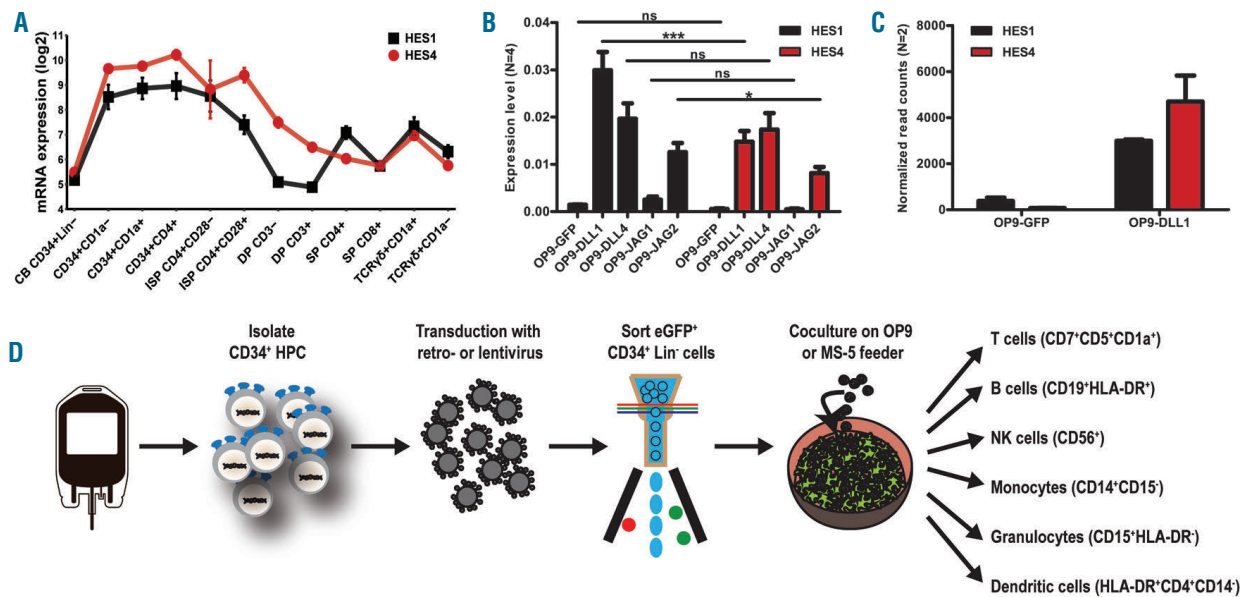 A
mRNA expression (log2)
11
10
9
8
7
6
5
4
HES1
HES4
CB CD34+Lin−
CD34+CD1a−
CD34+CD1a+
CD34+CD4+
ISP CD4+CD28−
ISP CD4+CD28+
DP CD3−
DP CD3+
SP CD4+
SP CD8+
TCRγδ+CD1a+
TCRγδ+CD1a−
B
Expression level (N=4)
0.04
0.03
0.02
0.01
0.00
ns
***
ns
ns
*
HES1
HES4
OP9-GFP
OP9-DLL1
OP9-DLL4
OP9-JAG1
OP9-JAG2
OP9-GFP
OP9-DLL1
OP9-DLL4
OP9-JAG1
OP9-JAG2
C
Normalized read counts (N=2)
8000
6000
4000
2000
0
HES1
HES4
OP9-GFP
OP9-DLL1
D
Isolate
CD34⁺ HPC
Transduction with
retro- or lentivirus
Sort eGFP⁺
CD34⁺ Lin⁻ cells
Coculture on OP9
or MS-5 feeder
T cells (CD7⁺CD5⁺CD1a⁺)
B cells (CD19⁺HLA-DR⁺)
NK cells (CD56⁺)
Monocytes (CD14⁺CD15⁻)
Granulocytes (CD15⁺HLA-DR⁻)
Dendritic cells (HLA-DR⁺CD4⁺CD14⁻)